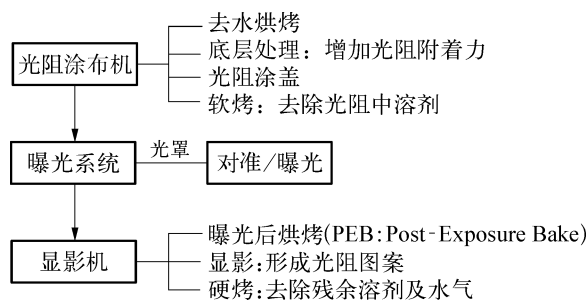 去水烘烤
底层处理：增加光阻附着力
光阻涂布机
光阻涂盖
软烤：去除光阻中溶剂
曝光系统
光罩
对准/曝光
曝光后烘烤(PEB:Post-Exposure Bake)
显影机
显影:形成光阻图案
硬烤:去除残余溶剂及水气